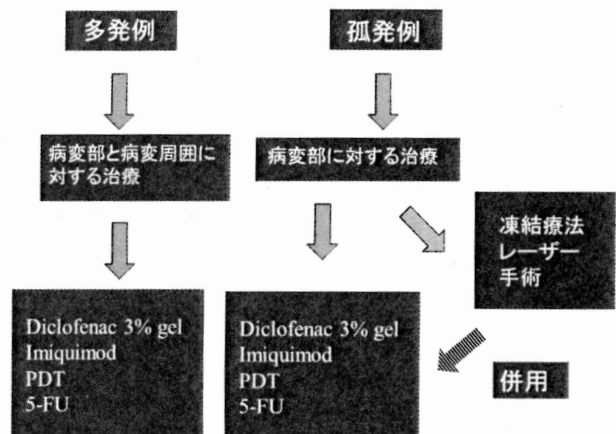 多発例
孤発例
病変部と病変周囲に
対する治療
病変部に対する治療
凍結療法
レーザー
手術
Diclofenac 3% gel
Imiquimod
PDT
5-FU
Diclofenac 3% gel
Imiquimod
PDT
5-FU
併用